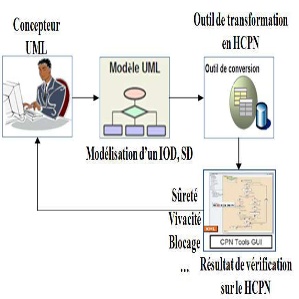 Concepteur
UML
Outil de transformation
en HCPN
Modèle UML
Outil de conversion
Modélisation d'un IOD, SD
Sûreté
Vivacité
Blocage
...
CPN Tools GUI
Résultat de vérification
sur le HCPN